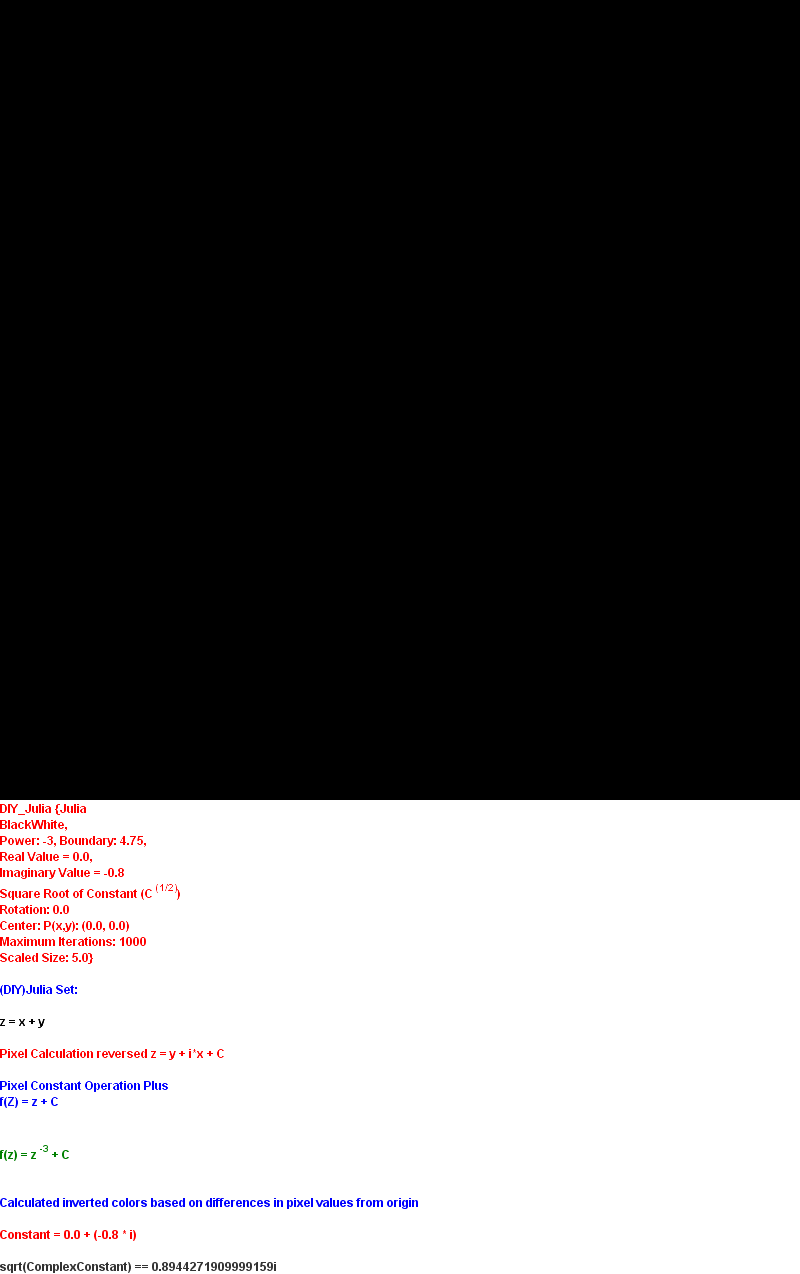 DIY_Julia {Julia
BlackWhite,
Power: -3, Boundary: 4.75,
Real Value = 0.0,
Imaginary Value = -0.8
Square Root of Constant (C (1/2))
Rotation: 0.0
Center: P(x,y): (0.0, 0.0)
Maximum Iterations: 1000
Scaled Size: 5.0}
(DIY)Julia Set:
z = x + y
Pixel Calculation reversed z = y + i*x + C
Pixel Constant Operation Plus
f(Z) = z + C
f(z) = z -3 + C
Calculated inverted colors based on differences in pixel values from origin
Constant = 0.0 + (-0.8 * i)
sqrt(ComplexConstant) == 0.8944271909999159i